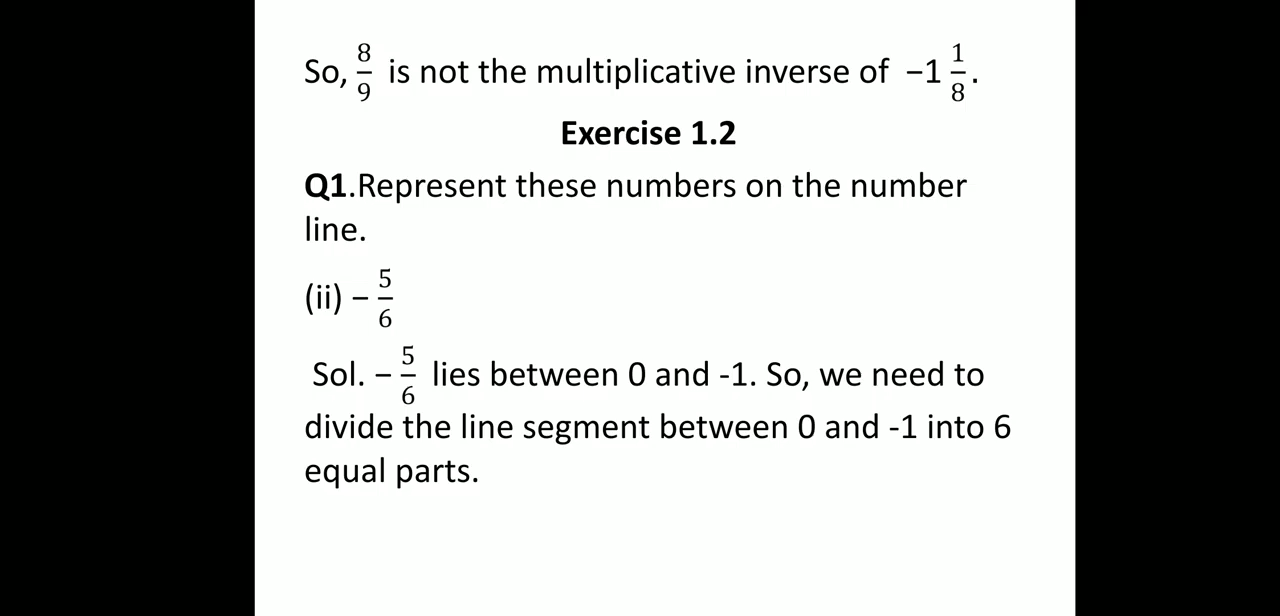 So, 8/9 is not the multiplicative inverse of −1 1/8.
Exercise 1.2
Q1.Represent these numbers on the number
line.
(ii) − 5/6
Sol. − 5/6 lies between 0 and -1. So, we need to
divide the line segment between 0 and -1 into 6
equal parts.